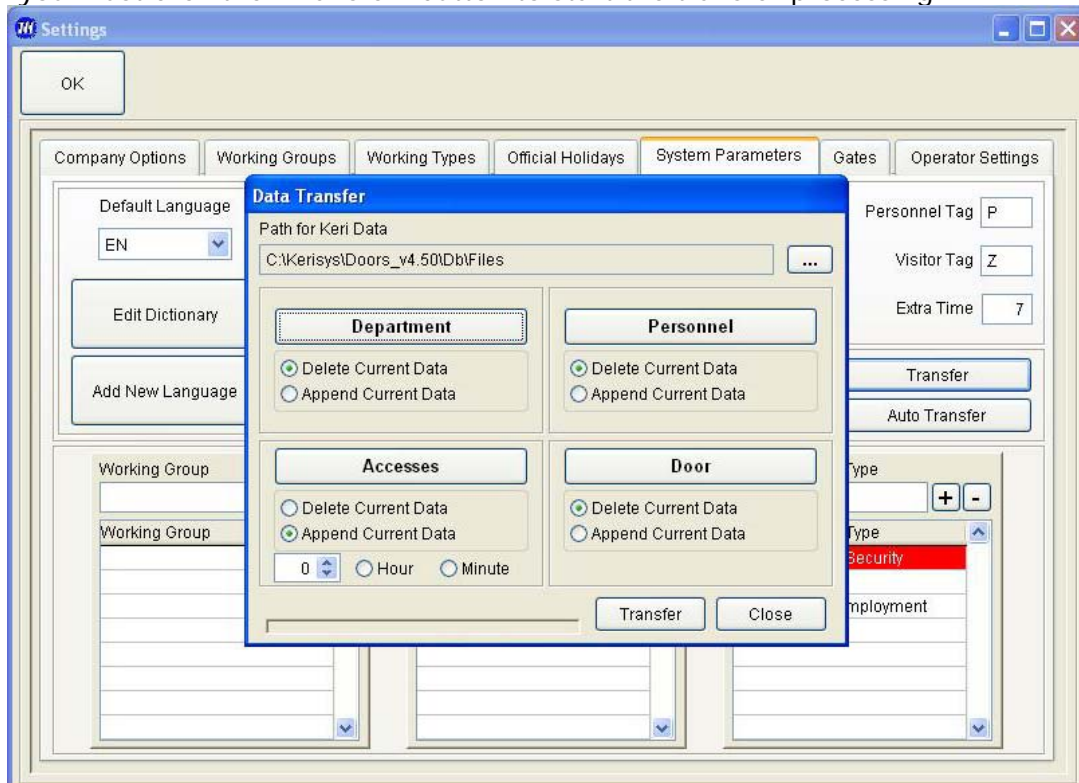 Settings
OK
Company Options Working Groups Working Types Official Holidays System Parameters Gates Operator Settings
Default Language
EN
Edit Dictionary
Add New Language
Data Transfer
Path for Keri Data
C:\Kerisys\Doors_v4.50\Db\Files ...
Department
Delete Current Data
Append Current Data
Personnel
Delete Current Data
Append Current Data
Accesses
Delete Current Data
Append Current Data
0 Hour Minute
Door
Delete Current Data
Append Current Data
Transfer Close
Personnel Tag P
Visitor Tag Z
Extra Time 7
Transfer
Auto Transfer
Working Group
Working Group
Type
+ -
Type
Security